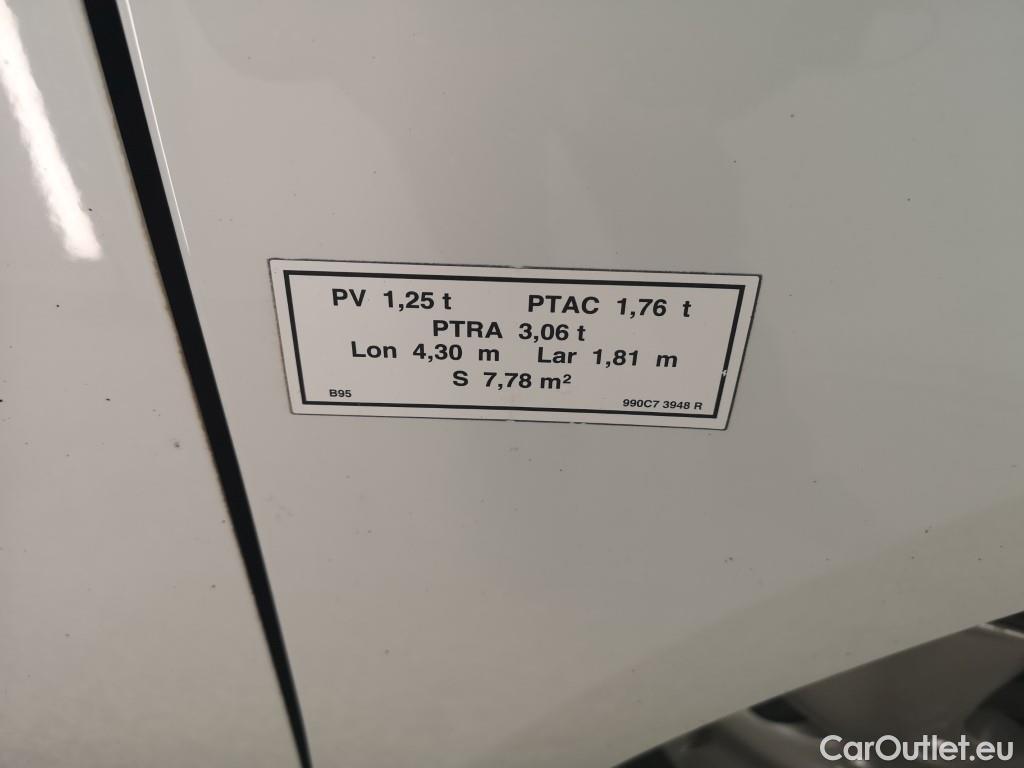 PV 1,25 t PTAC 1,76 t
PTRA 3,06 t
Lon 4,30 m Lar 1,81 m
S 7,78 m²
B95 990C7 3948 R
CarOutlet.eu